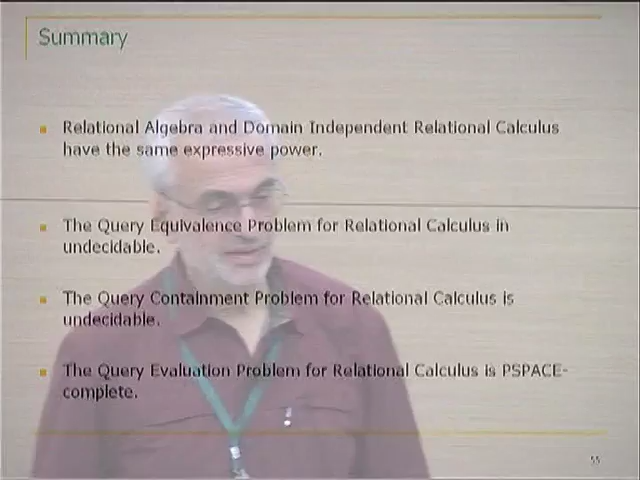 Summary
Relational Algebra and Domain Independent Relational Calculus
have the same expressive power.
The Query Equivalence Problem for Relational Calculus in
undecidable.
The Query Containment Problem for Relational Calculus is
undecidable.
The Query Evaluation Problem for Relational Calculus is PSPACE-
complete.
55